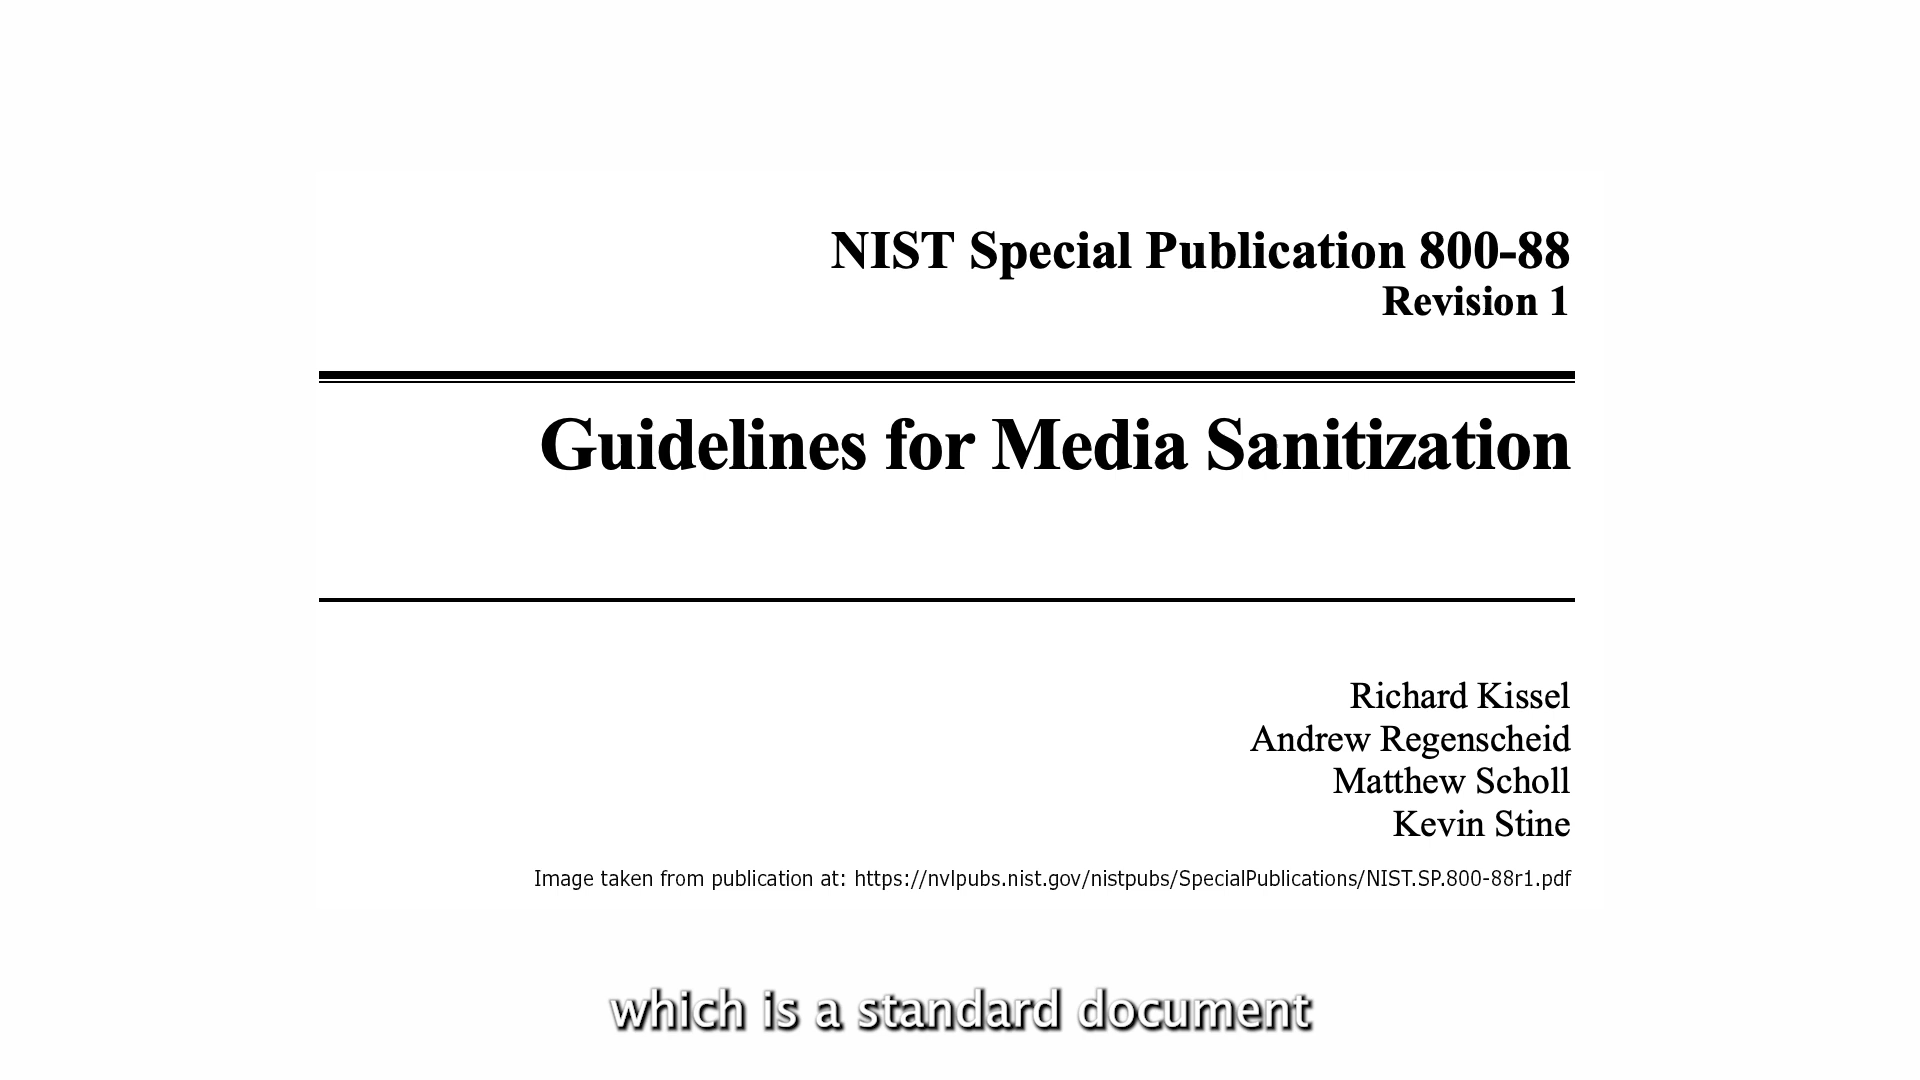 NIST Special Publication 800-88
Revision 1
Guidelines for Media Sanitization
Richard Kissel
Andrew Regenscheid
Matthew Scholl
Kevin Stine
Image taken from publication at: https://nvlpubs.nist.gov/nistpubs/SpecialPublications/NIST.SP.800-88r1.pdf
which is a standard document